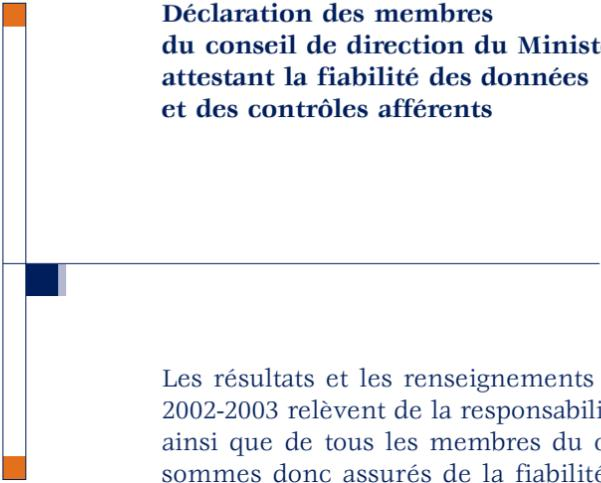 Déclaration des membres
du conseil de direction du Minist
attestant la fiabilité des données
et des contrôles afférents
Les résultats et les renseignements
2002-2003 relèvent de la responsabili
ainsi que de tous les membres du
sommes donc assurés de la fiabilité